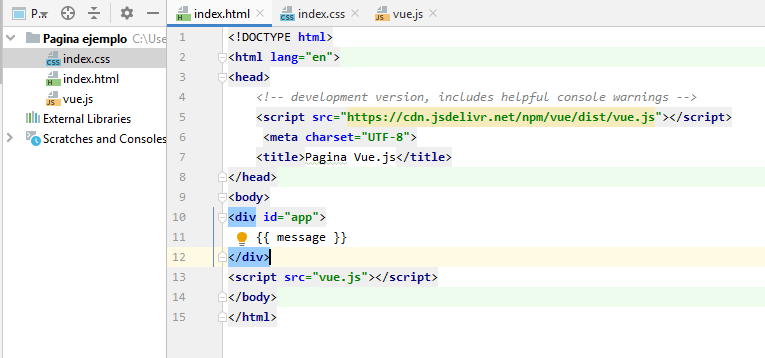 P...
index.html
index.css
vue.js
Pagina ejemplo C:\Use
index.css
index.html
vue.js
External Libraries
Scratches and Consoles
1 <!DOCTYPE html>
2 <html lang="en">
3 <head>
4 <!-- development version, includes helpful console warnings -->
5 <script src="https://cdn.jsdelivr.net/npm/vue/dist/vue.js"></script>
6 <meta charset="UTF-8">
7 <title>Pagina Vue.js</title>
8 </head>
9 <body>
10 <div id="app">
11 {{ message }}
12 </div>
13 <script src="vue.js"></script>
14 </body>
15 </html>